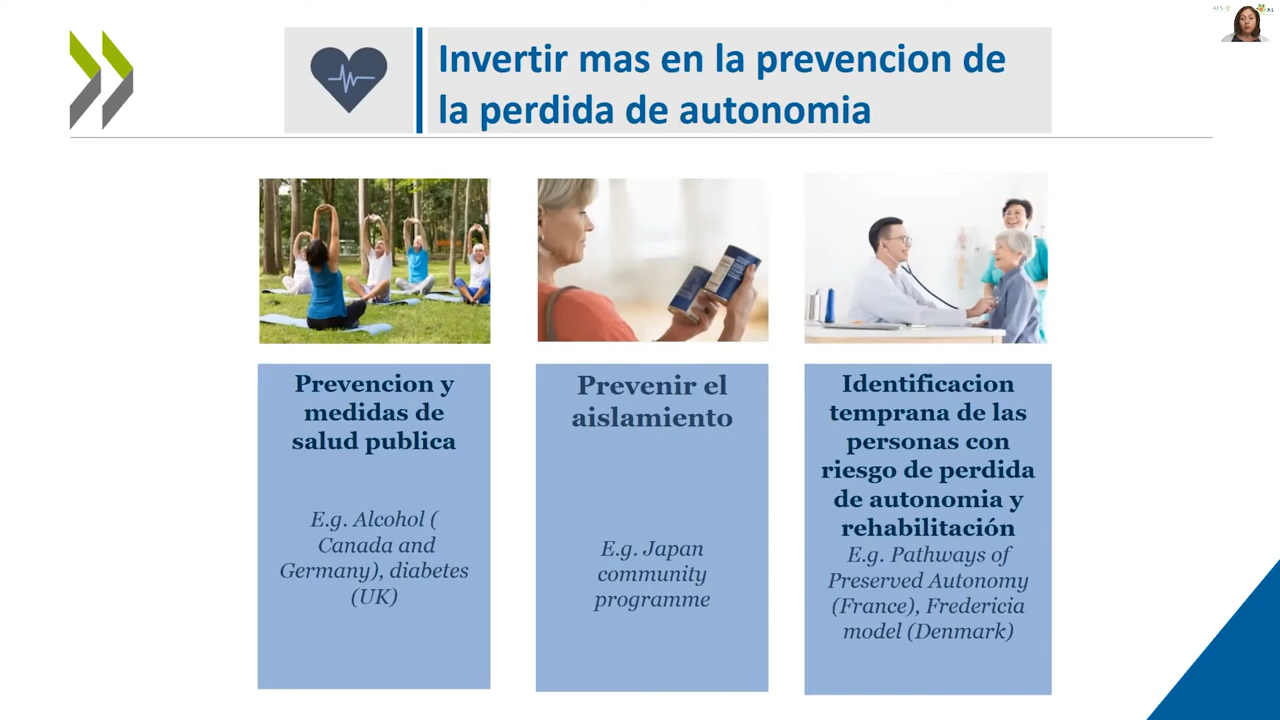 Invertir mas en la prevencion de
la perdida de autonomia
Prevencion y
medidas de
salud publica
E.g. Alcohol (
Canada and
Germany), diabetes
(UK)
Prevenir el
aislamiento
E.g. Japan
community
programme
Identificacion
temprana de las
personas con
riesgo de perdida
de autonomia y
rehabilitación
E.g. Pathways of
Preserved Autonomy
(France), Fredericia
model (Denmark)